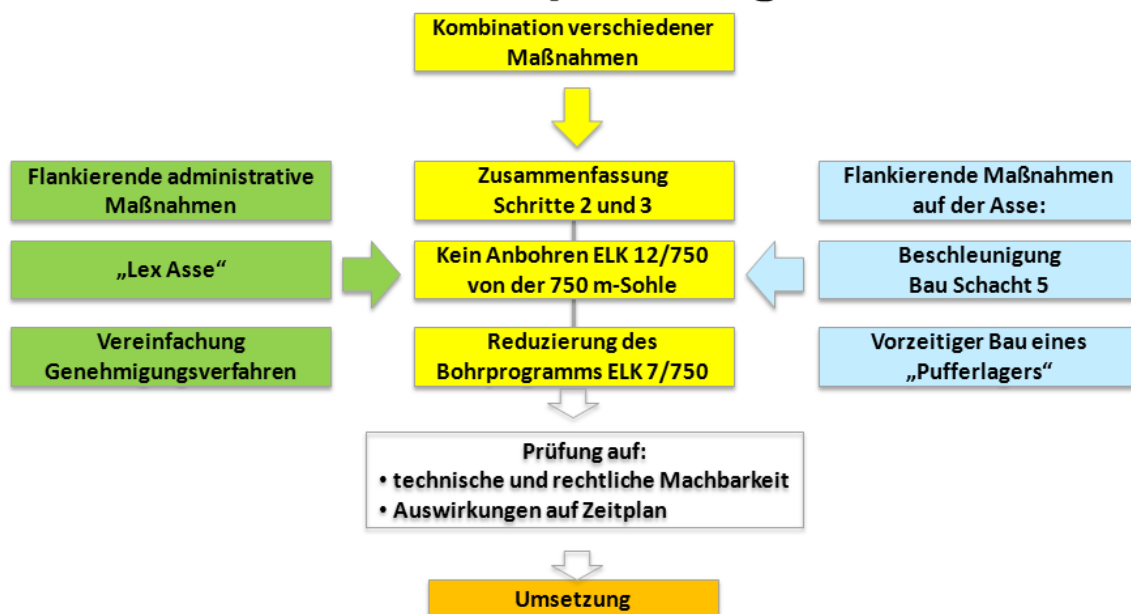 Kombination verschiedener
Maßnahmen
Flankierende administrative
Maßnahmen
Zusammenfassung
Schritte 2 und 3
Flankierende Maßnahmen
auf der Asse:
„Lex Asse“
Kein Anbohren ELK 12/750
von der 750 m-Sohle
Beschleunigung
Bau Schacht 5
Vereinfachung
Genehmigungsverfahren
Reduzierung des
Bohrprogramms ELK 7/750
Vorzeitiger Bau eines
„Pufferlagers“
Prüfung auf:
• technische und rechtliche Machbarkeit
• Auswirkungen auf Zeitplan
Umsetzung